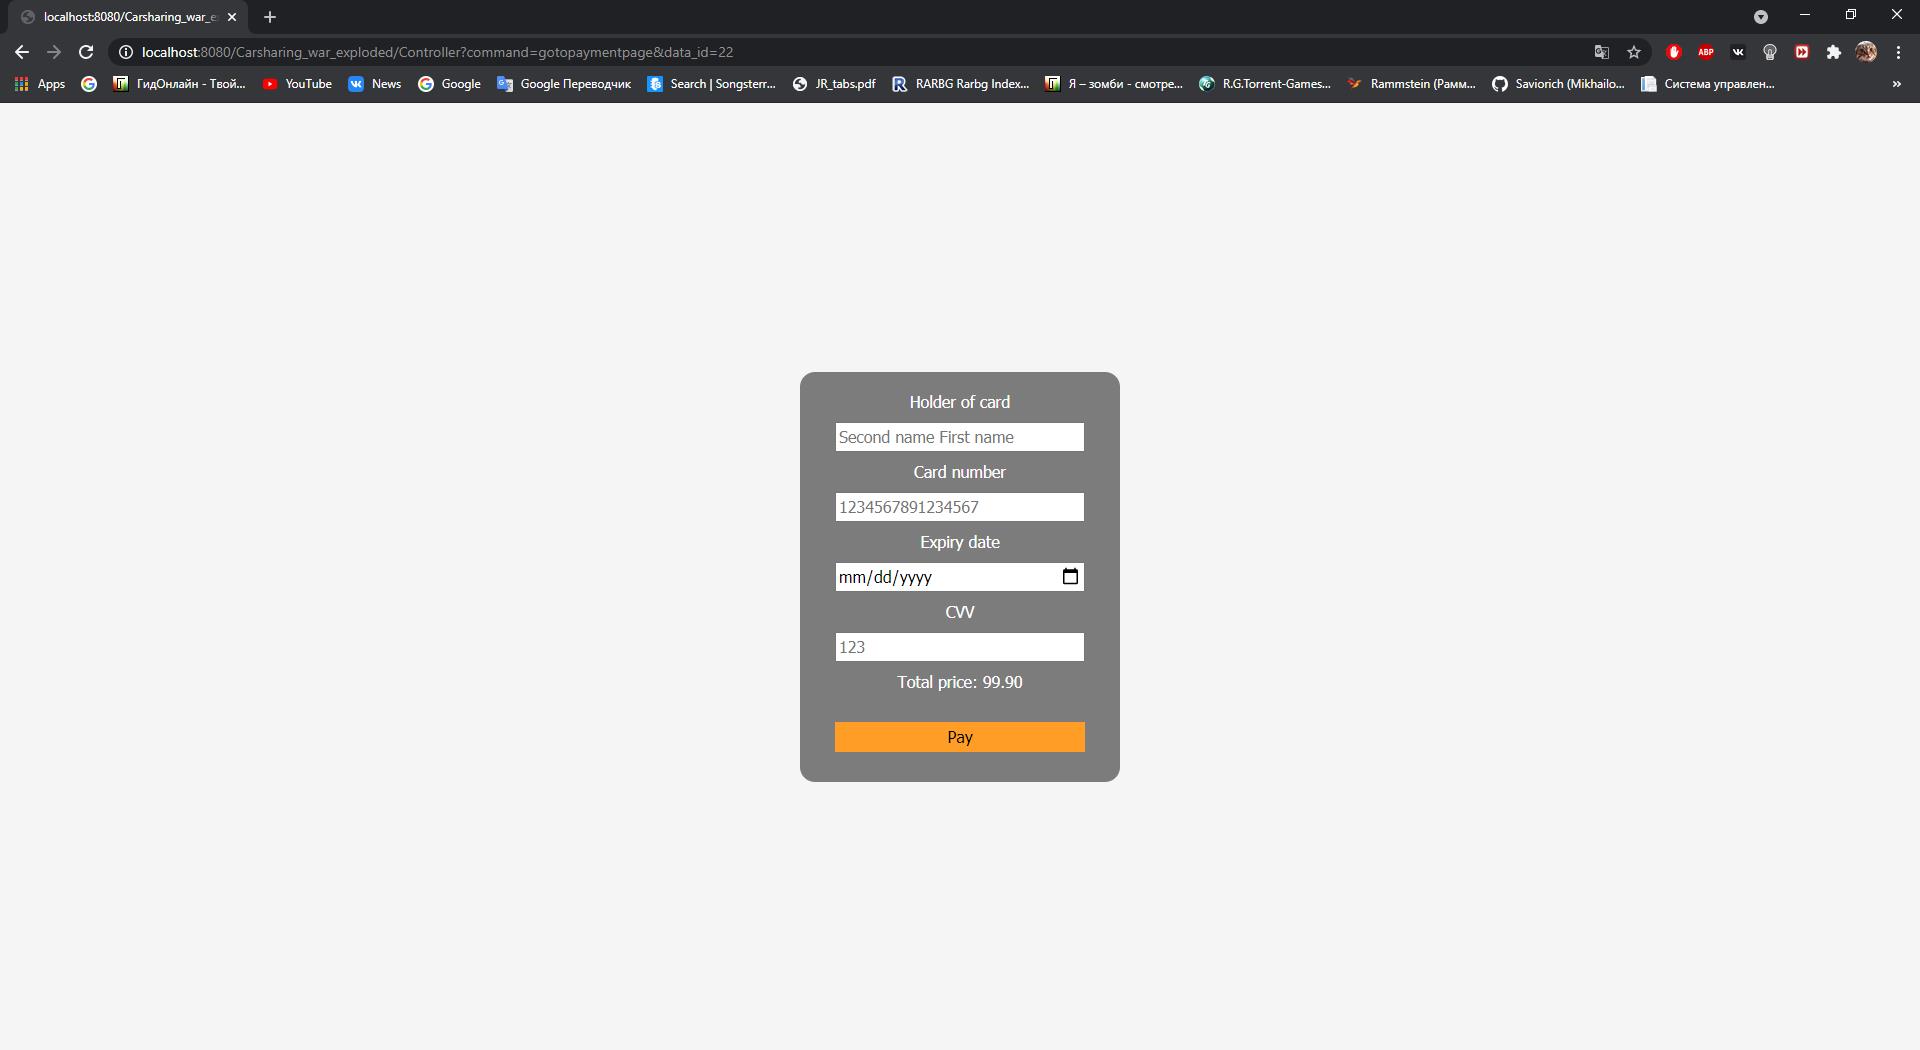 localhost:8080/Carsharing_war_e
localhost:8080/Carsharing_war_exploded/Controller?command=gotopaymentpage&data_id=22
ABP
Apps
ГидОнлайн - Твой...
YouTube
News
Google
Google Переводчик
Search | Songsterr...
JR_tabs.pdf
RARBG Rarbg Index...
Я – зомби - смотре...
R.G.Torrent-Games...
Rammstein (Рамм...
Saviorich (Mikhailo...
Система управлен...
»
Holder of card
Second name First name
Card number
1234567891234567
Expiry date
mm/dd/yyyy
CVV
123
Total price: 99.90
Pay